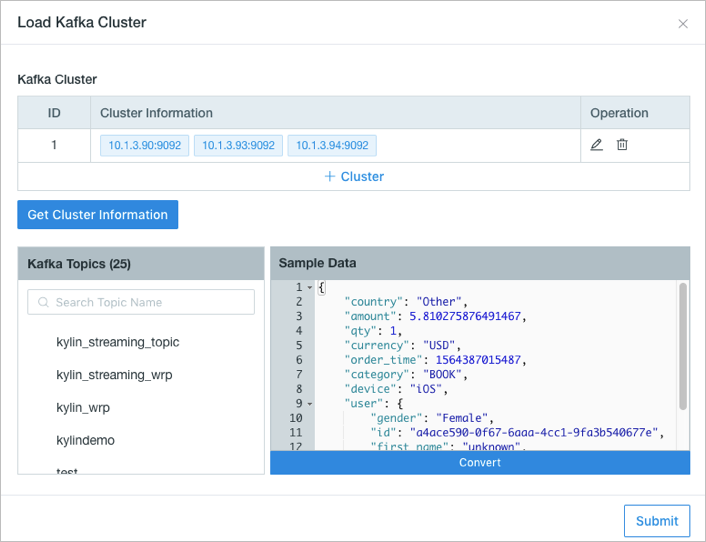 Load Kafka Cluster
Kafka Cluster
ID Cluster Information Operation
1 10.1.3.90:9092 10.1.3.93:9092 10.1.3.94:9092
+ Cluster
Get Cluster Information
Kafka Topics (25)
Search Topic Name
kylin_streaming_topic
kylin_streaming_wrp
kylin_wrp
kylindemo
test
Sample Data
1 {
2 "country": "Other",
3 "amount": 5.810275876491467,
4 "qty": 1,
5 "currency": "USD",
6 "order_time": 1564387015487,
7 "category": "BOOK",
8 "device": "iOS",
9 "user": {
10 "gender": "Female",
11 "id": "a4ace590-0f67-6aaa-4cc1-9fa3b540677e",
12 "first_name": "unknown",
Convert
Submit